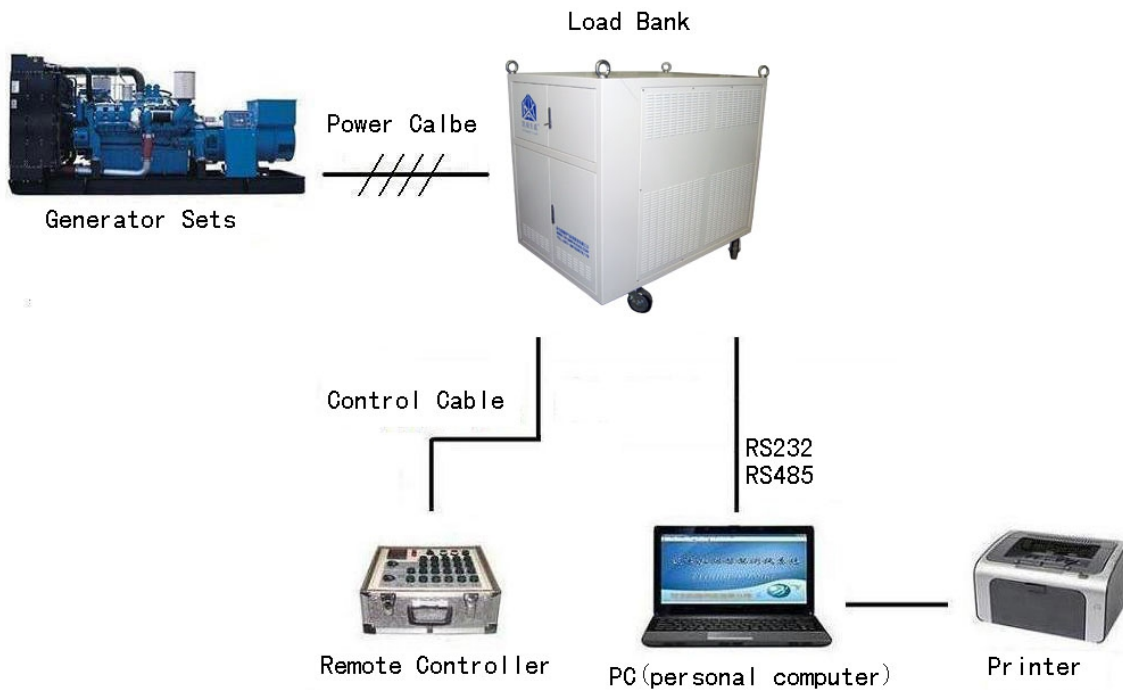 Load Bank
Power Calbe
Generator Sets
Control Cable
RS232
RS485
Remote Controller
PC(personal computer)
Printer